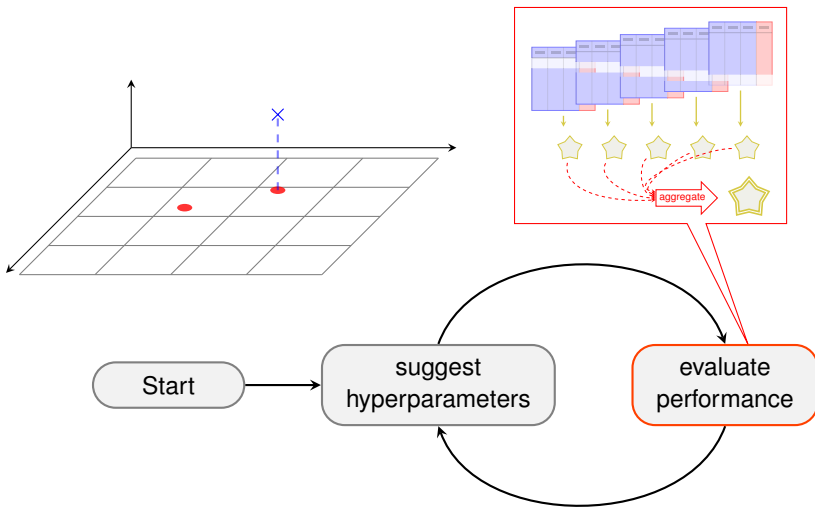 aggregate
Start
suggest
hyperparameters
evaluate
performance